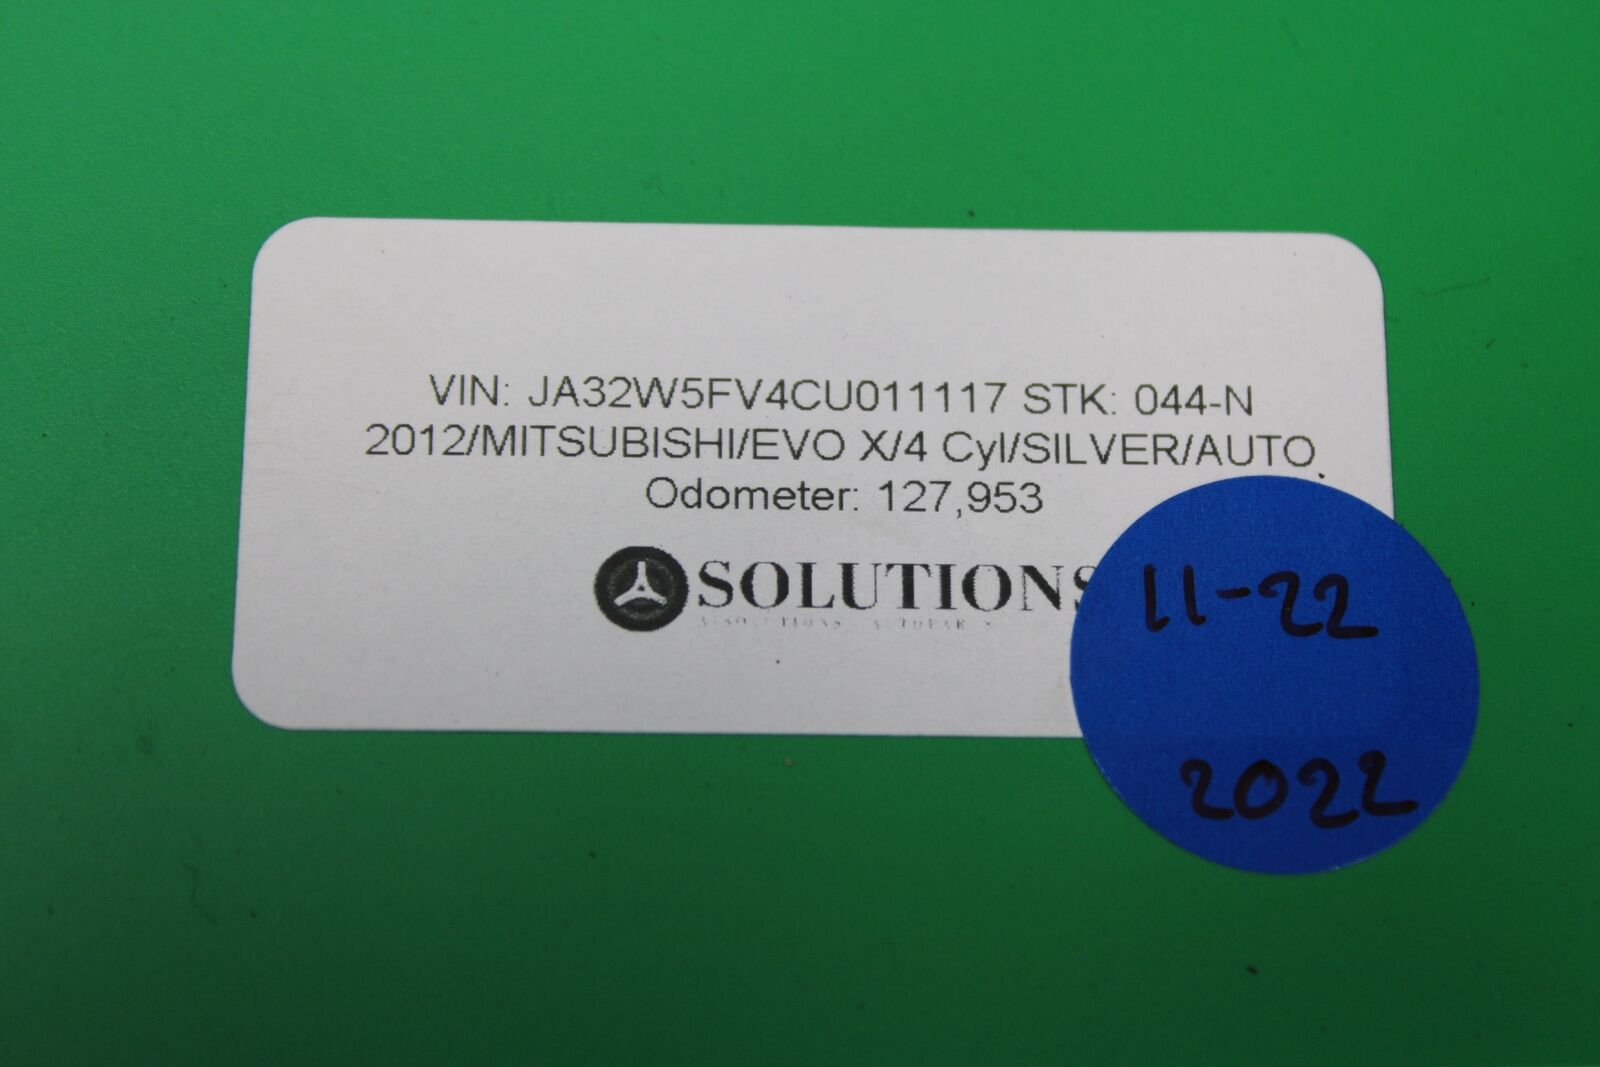 VIN: JA32W5FV4CU011117 STK: 044-N
2012/MITSUBISHI/EVO X/4 Cyl/SILVER/AUTO
Odometer: 127,953
SOLUTIONS
11-22
2022